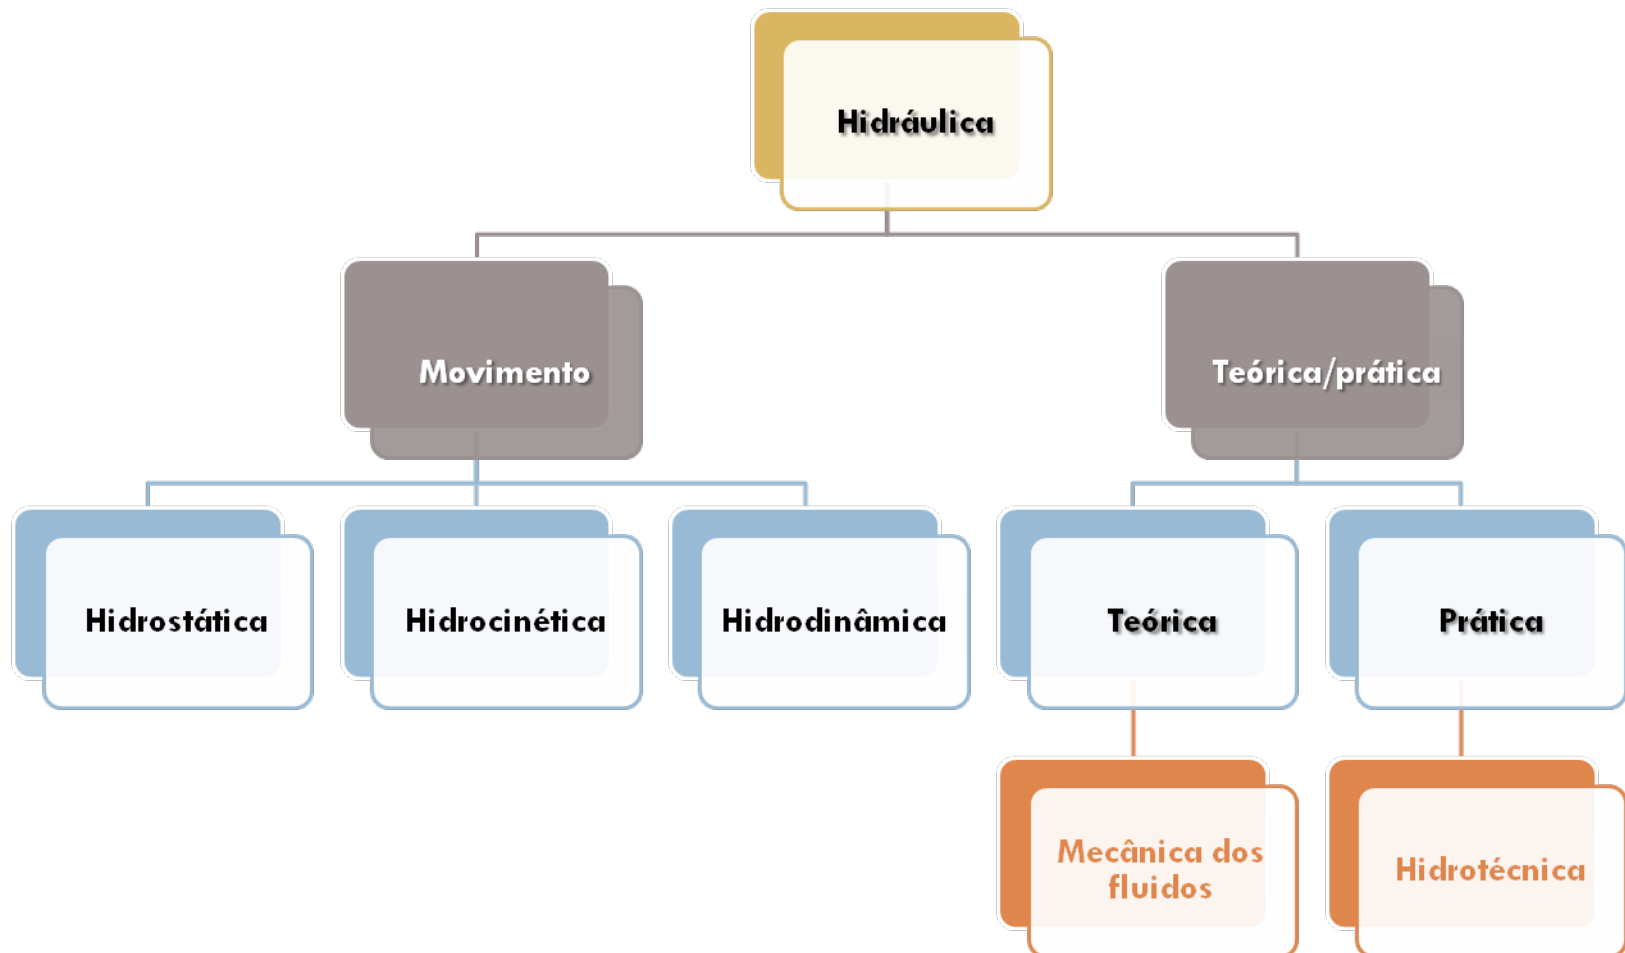 Hidráulica
Movimento
Teórica/prática
Hidrostática
Hidrocinética
Hidrodinâmica
Teórica
Prática
Mecânica dos
fluidos
Hidrotécnica